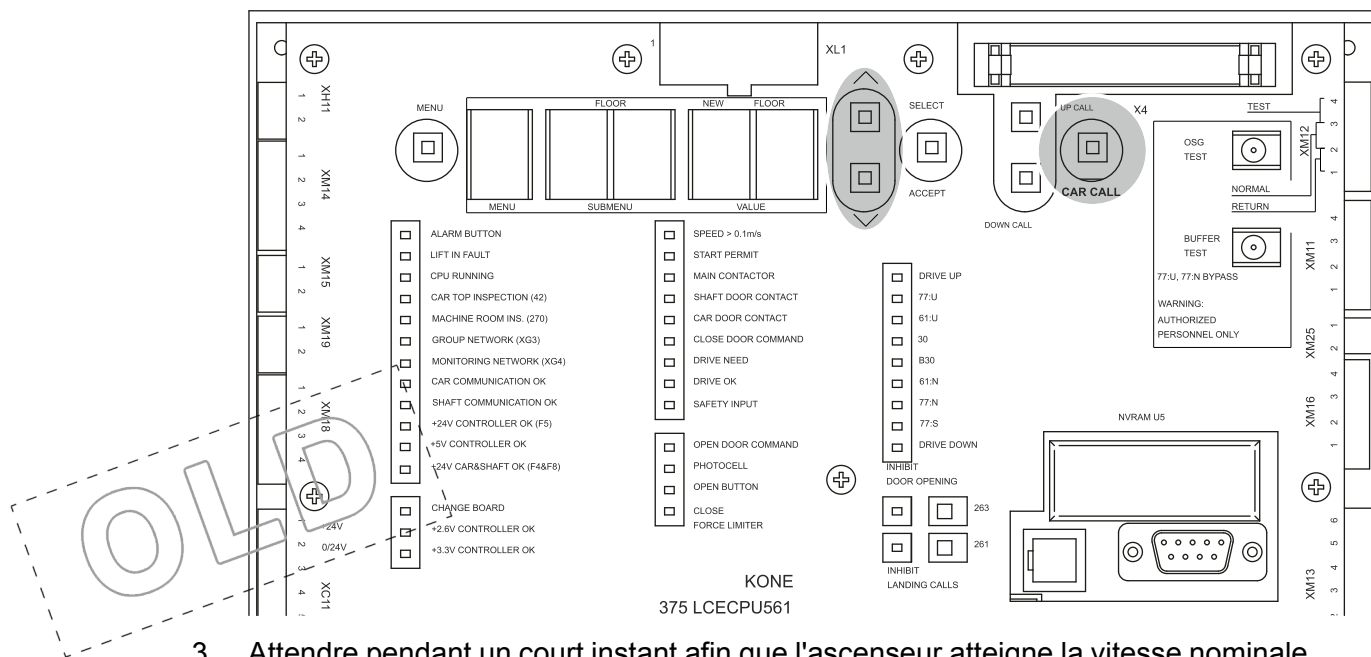 1
XL1
XH11
1
2
MENU
FLOOR
NEW FLOOR
SELECT
UP CALL
X4
TEST
4
3
2
1
XM12
OSG
TEST
MENU
SUBMENU
VALUE
ACCEPT
CAR CALL
NORMAL
RETURN
DOWN CALL
1
2
3
4
XM14
ALARM BUTTON
LIFT IN FAULT
CPU RUNNING
CAR TOP INSPECTION (42)
MACHINE ROOM INS. (270)
GROUP NETWORK (XG3)
MONITORING NETWORK (XG4)
CAR COMMUNICATION OK
SHAFT COMMUNICATION OK
+24V CONTROLLER OK (F5)
+5V CONTROLLER OK
+24V CAR&SHAFT OK (F4&F8)
CHANGE BOARD
+2.6V CONTROLLER OK
+3.3V CONTROLLER OK
SPEED > 0.1m/s
START PERMIT
MAIN CONTACTOR
SHAFT DOOR CONTACT
CAR DOOR CONTACT
CLOSE DOOR COMMAND
DRIVE NEED
DRIVE OK
SAFETY INPUT
OPEN DOOR COMMAND
PHOTOCELL
OPEN BUTTON
CLOSE
FORCE LIMITER
DRIVE UP
77:U
61:U
30
B30
61:N
77:N
77:S
DRIVE DOWN
INHIBIT
DOOR OPENING
263
261
INHIBIT
LANDING CALLS
BUFFER
TEST
77:U, 77:N BYPASS
WARNING:
AUTHORIZED
PERSONNEL ONLY
4
3
2
1
XM11
1
2
XM25
4
3
2
1
XM16
NVRAM U5
6
5
4
3
XM13
1
2
XM15
1
2
XM19
1
2
3
4
XM18
OLD
1
2
3
4
+24V
0/24V
XC11
KONE
375 LCECPU561
3. Attendre pendant un court instant afin que l'ascenseur atteigne la vitesse nominale